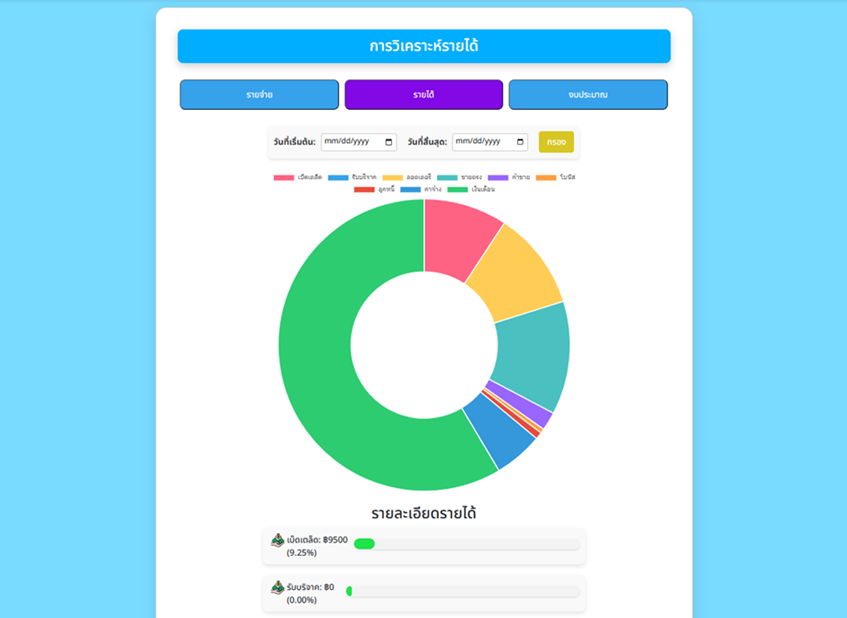 การวิเคราะห์รายได้
รายจ่าย รายได้ งบประมาณ
วันที่เริ่มต้น: mm/dd/yyyy วันที่สิ้นสุด: mm/dd/yyyy กรอง
เบ็ดเตล็ด รับบริจาค ลอตเตอรี่ ขายตรง ค้าขาย โบนัส
ลูกหนี้ ค่าจ้าง เงินเดือน
รายละเอียดรายได้
เบ็ดเตล็ด: ฿9500
(9.25%)
รับบริจาค: ฿0
(0.00%)